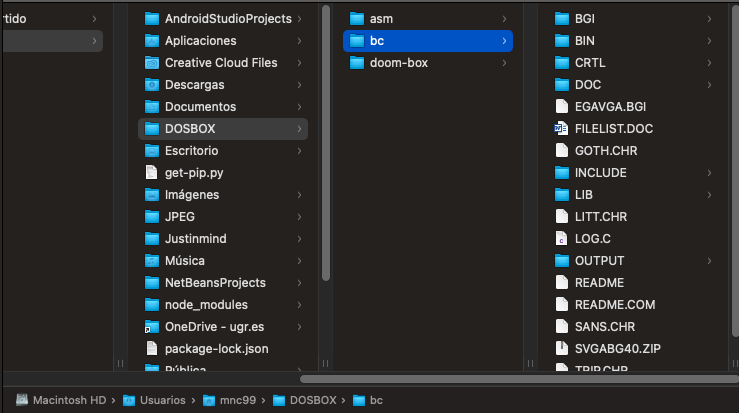 rtido
AndroidStudioProjects
Aplicaciones
Creative Cloud Files
Descargas
Documentos
DOSBOX
Escritorio
get-pip.py
Imágenes
JPEG
Justinmind
Música
NetBeansProjects
node_modules
OneDrive - ugr.es
package-lock.json
Pública
asm
bc
doom-box
BGI
BIN
CRTL
DOC
EGAVGA.BGI
FILELIST.DOC
GOTH.CHR
INCLUDE
LIB
LITT.CHR
LOG.C
OUTPUT
README
README.COM
SANS.CHR
SVGABG40.ZIP
TRIP.CHR
Macintosh HD › Usuarios › mnc99 › DOSBOX › bc